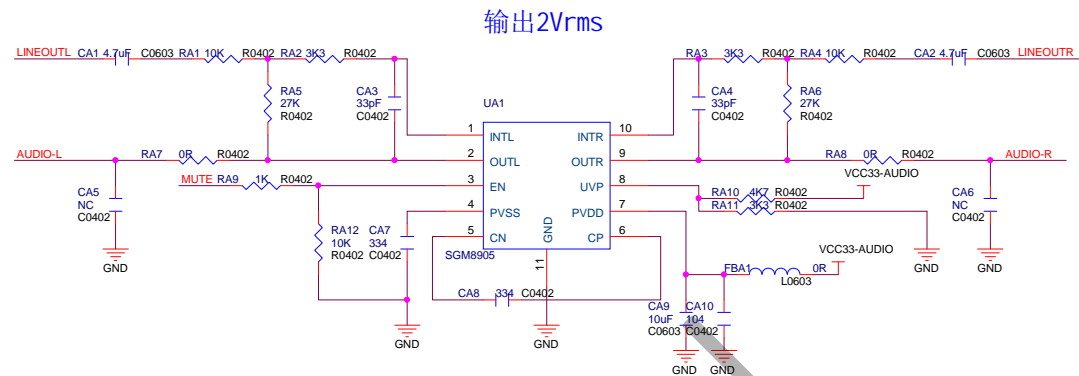 输出2Vrms
LINEOUTL CA1 4.7uF C0603 RA1 10K R0402 RA2 3K3 R0402
RA3 3K3 R0402 RA4 10K R0402 CA2 4.7uF C0603 LINEOUTR
RA5
27K
R0402
CA3
33pF
C0402
UA1
CA4
33pF
C0402
RA6
27K
R0402
1 INTL
INTR 10
2 OUTL
OUTR 9
3 EN
UVP 8
4 PVSS
PVDD 7
5 CN
CP 6
GND
11
SGM8905
AUDIO-L RA7 0R R0402
RA8 0R R0402 AUDIO-R
MUTE RA9 1K R0402
VCC33-AUDIO
RA10 4K7 R0402
RA11 3K3 R0402
CA5
NC
C0402
CA6
NC
C0402
RA12
10K
R0402
CA7
334
C0402
GND
GND
GND
VCC33-AUDIO
FBA1 0R
L0603
CA8 334 C0402
CA9
10uF
C0603
CA10
104
C0402
GND
GND
GND
GND